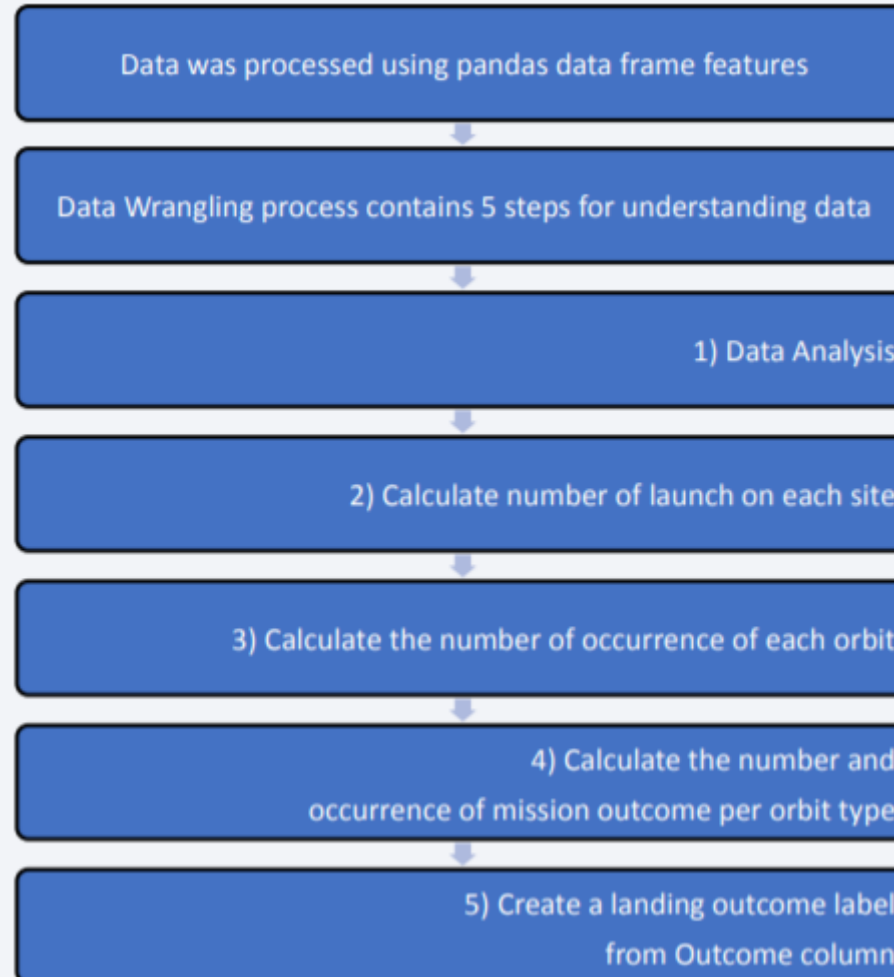 Data was processed using pandas data frame features
Data Wrangling process contains 5 steps for understanding data
1) Data Analysis
2) Calculate number of launch on each site
3) Calculate the number of occurrence of each orbit
4) Calculate the number and
occurrence of mission outcome per orbit type
5) Create a landing outcome label
from Outcome column